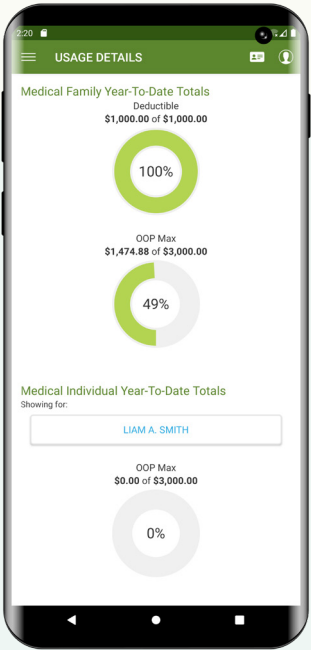 2:20
USAGE DETAILS
Medical Family Year-To-Date Totals
Deductible
$1,000.00 of $1,000.00
100%
OOP Max
$1,474.88 of $3,000.00
49%
Medical Individual Year-To-Date Totals
Showing for:
LIAM A. SMITH
OOP Max
$0.00 of $3,000.00
0%